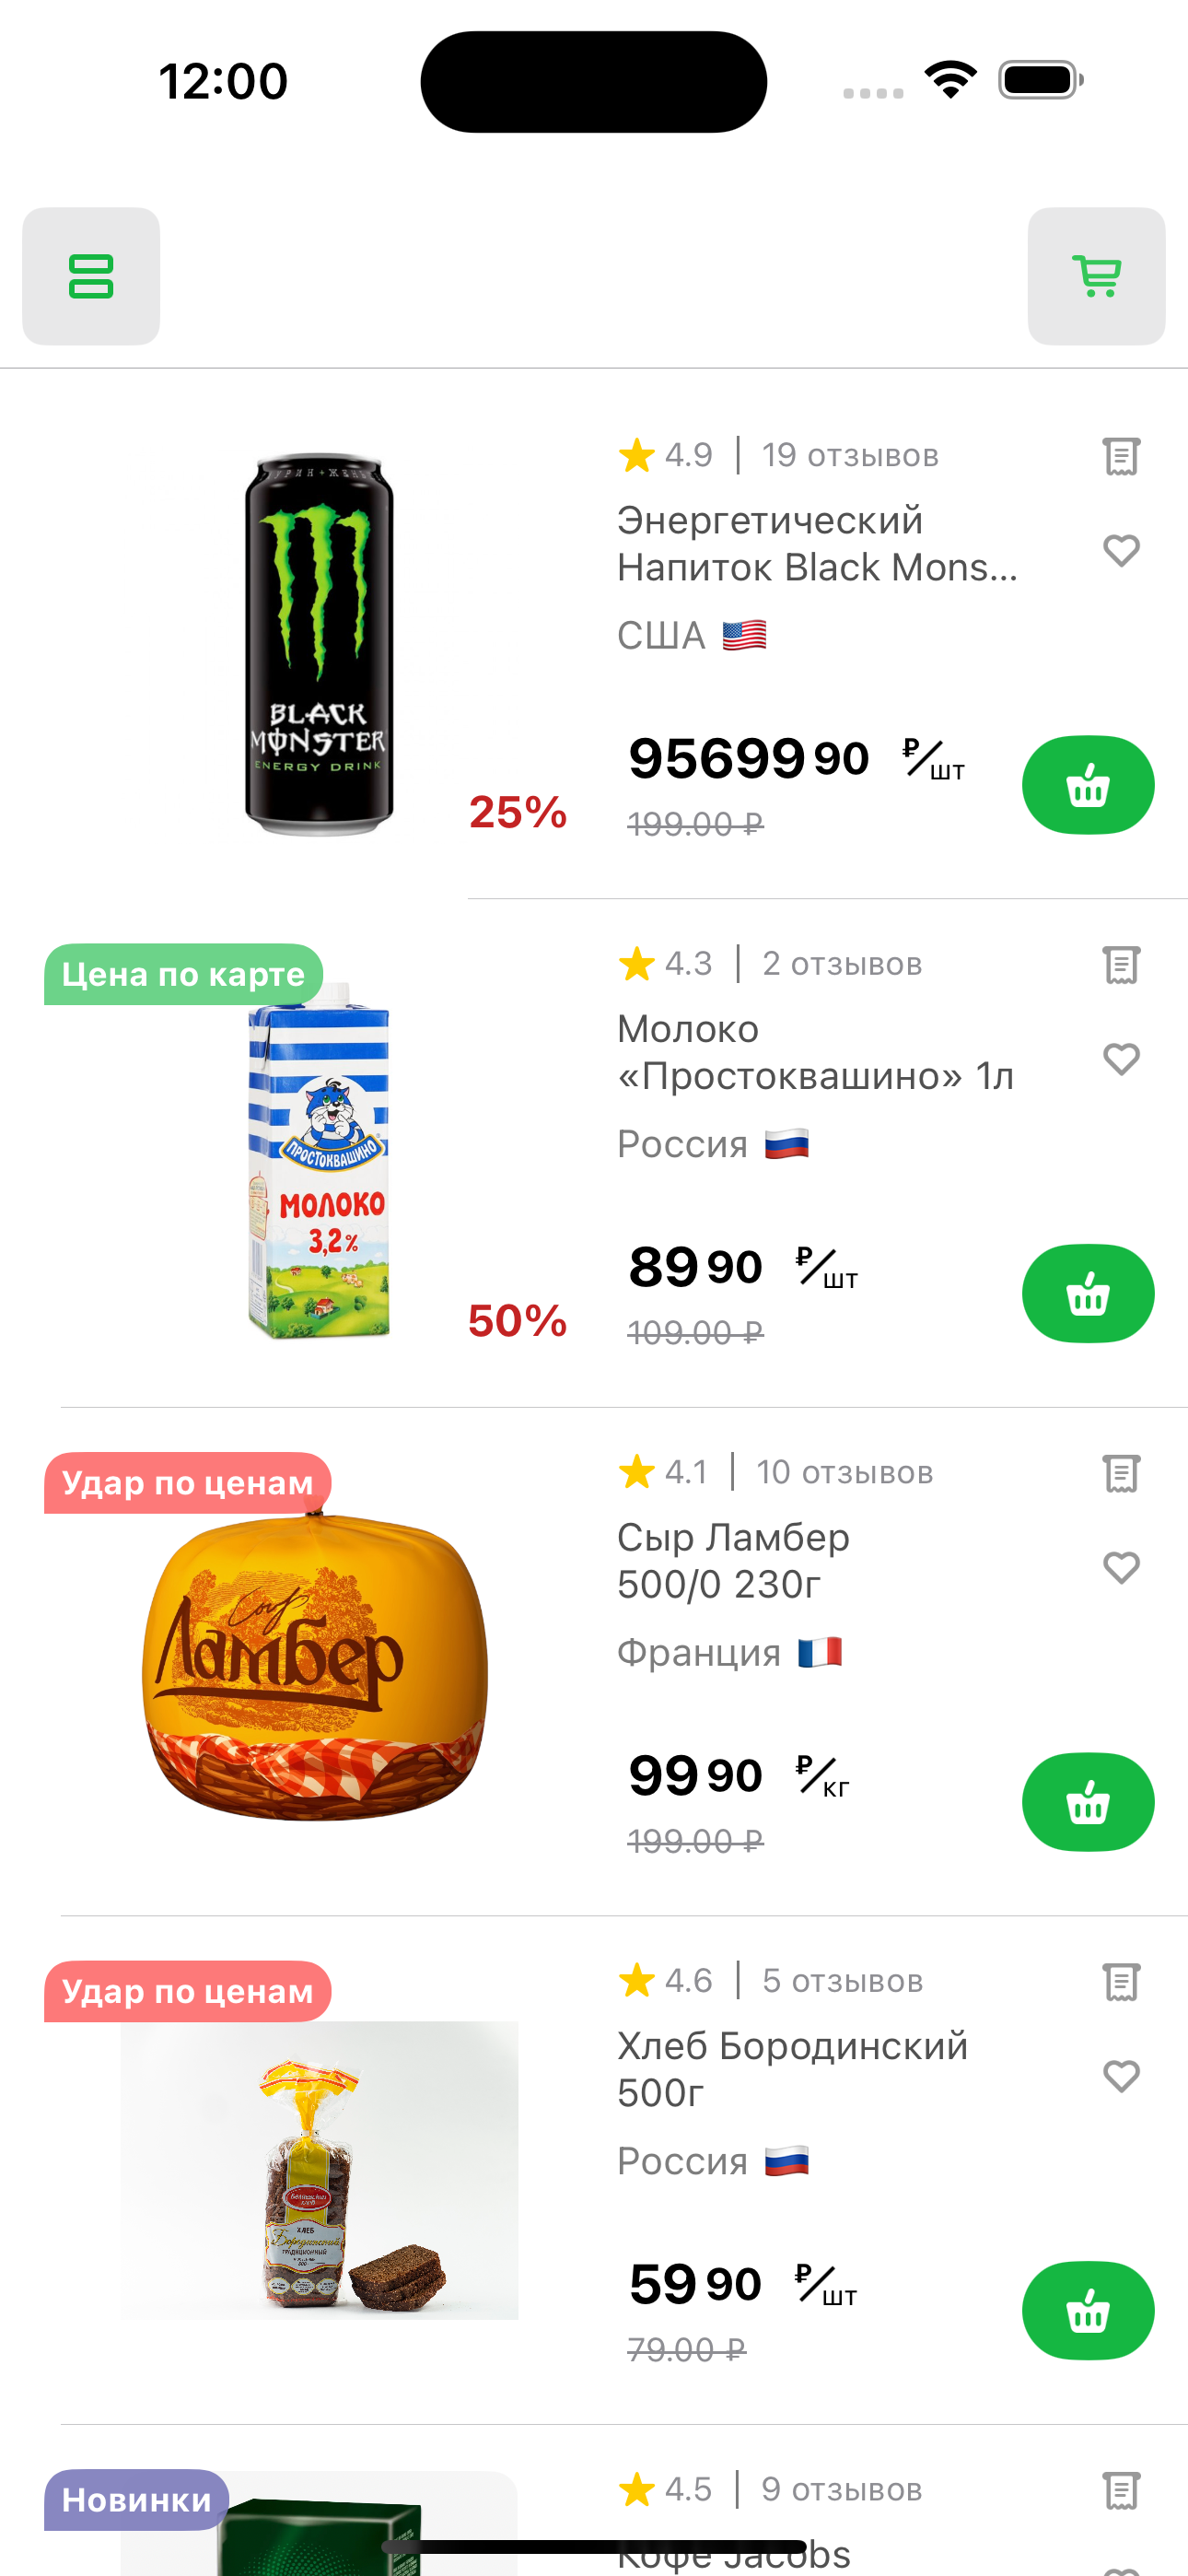 12:00
4.9 | 19 отзывов
Энергетический
Напиток Black Mons...
США
BLACK
MONSTER
ENERGY DRINK
95699 90 ₽/шт
25%
199.00 ₽
Цена по карте
4.3 | 2 отзывов
Молоко
«Простоквашино» 1л
Россия
ПРОСТОКВАШИНО
МОЛОКО
3,2%
89 90 ₽/шт
50%
109.00 ₽
Удар по ценам
4.1 | 10 отзывов
Сыр Ламбер
500/0 230г
Франция
Сыр
Ламбер
99 90 ₽/кг
199.00 ₽
Удар по ценам
4.6 | 5 отзывов
Хлеб Бородинский
500г
Россия
ХЛЕБ
Бородинский
59 90 ₽/шт
79.00 ₽
Новинки
4.5 | 9 отзывов
Кофе Jacobs